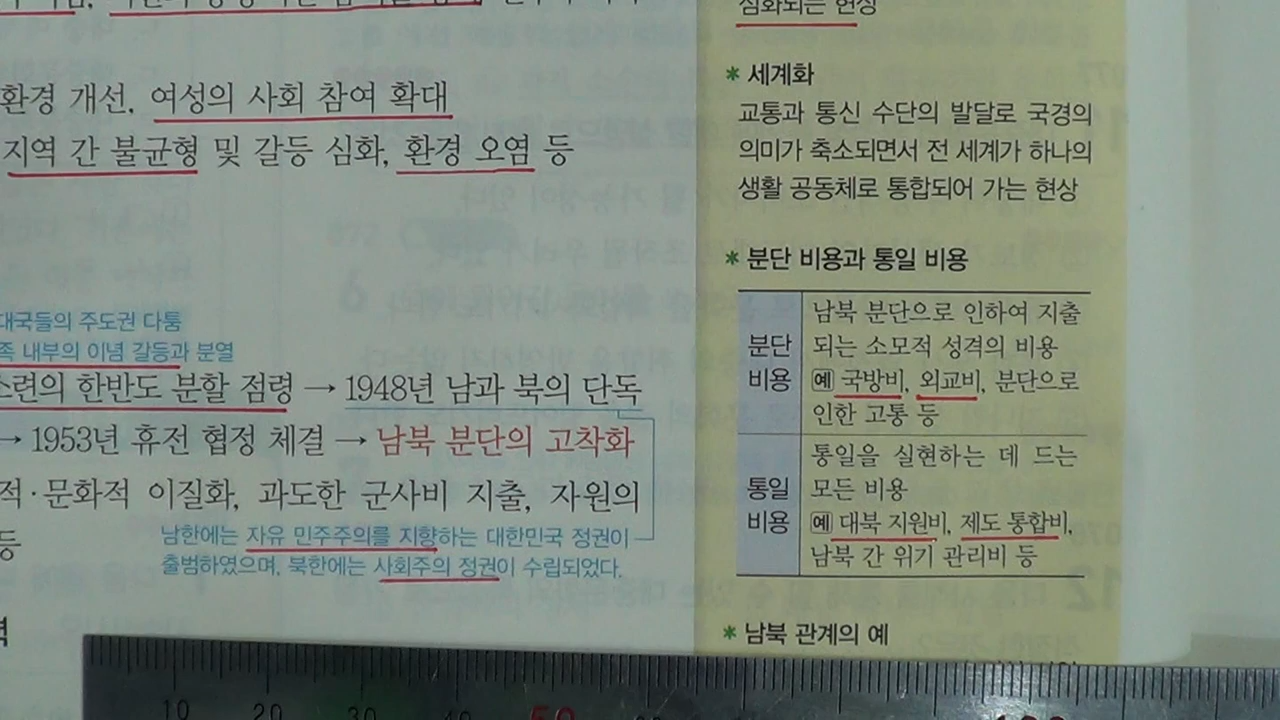 환경 개선, 여성의 사회 참여 확대
지역 간 불균형 및 갈등 심화, 환경 오염 등
대국들의 주도권 다툼
족 내부의 이념 갈등과 분열
소련의 한반도 분할 점령 → 1948년 남과 북의 단독
→ 1953년 휴전 협정 체결 → 남북 분단의 고착화
적·문화적 이질화, 과도한 군사비 지출, 자원의
등
남한에는 자유 민주주의를 지향하는 대한민국 정권이
출범하였으며, 북한에는 사회주의 정권이 수립되었다.
심화되는 현상
* 세계화
교통과 통신 수단의 발달로 국경의
의미가 축소되면서 전 세계가 하나의
생활 공동체로 통합되어 가는 현상
* 분단 비용과 통일 비용
분단 비용
남북 분단으로 인하여 지출
되는 소모적 성격의 비용
예 국방비, 외교비, 분단으로
인한 고통 등
통일 비용
통일을 실현하는 데 드는
모든 비용
예 대북 지원비, 제도 통합비,
남북 간 위기 관리비 등
* 남북 관계의 예
10 20 30 40 50